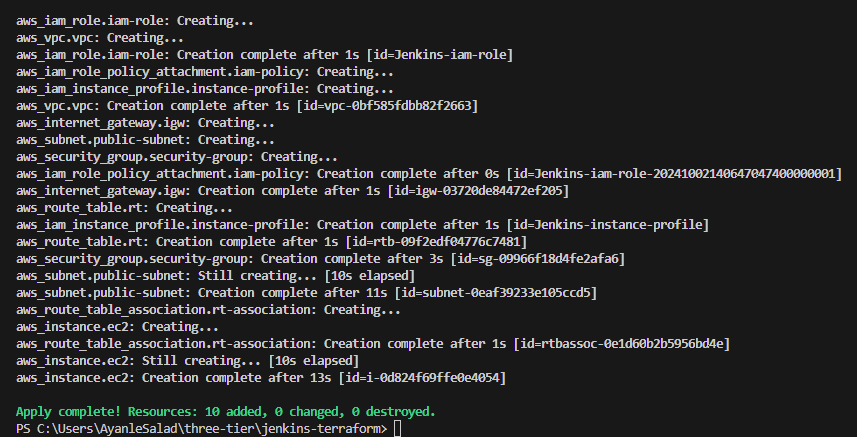 aws_iam_role.iam-role: Creating...
aws_vpc.vpc: Creating...
aws_iam_role.iam-role: Creation complete after 1s [id=Jenkins-iam-role]
aws_iam_role_policy_attachment.iam-policy: Creating...
aws_iam_instance_profile.instance-profile: Creating...
aws_vpc.vpc: Creation complete after 1s [id=vpc-0bf585fdbb82f2663]
aws_internet_gateway.igw: Creating...
aws_subnet.public-subnet: Creating...
aws_security_group.security-group: Creating...
aws_iam_role_policy_attachment.iam-policy: Creation complete after 0s [id=Jenkins-iam-role-20241002140647047400000001]
aws_internet_gateway.igw: Creation complete after 1s [id=igw-03720de84472ef205]
aws_route_table.rt: Creating...
aws_iam_instance_profile.instance-profile: Creation complete after 1s [id=Jenkins-instance-profile]
aws_route_table.rt: Creation complete after 1s [id=rtb-09f2edf04776c7481]
aws_security_group.security-group: Creation complete after 3s [id=sg-09966f18d4fe2afa6]
aws_subnet.public-subnet: Still creating... [10s elapsed]
aws_subnet.public-subnet: Creation complete after 11s [id=subnet-0eaf39233e105ccd5]
aws_route_table_association.rt-association: Creating...
aws_instance.ec2: Creating...
aws_route_table_association.rt-association: Creation complete after 1s [id=rtbassoc-0e1d60b2b5956bd4e]
aws_instance.ec2: Still creating... [10s elapsed]
aws_instance.ec2: Creation complete after 13s [id=i-0d824f69ffe0e4054]
Apply complete! Resources: 10 added, 0 changed, 0 destroyed.
PS C:\Users\AyanleSalad\three-tier\jenkins-terraform>